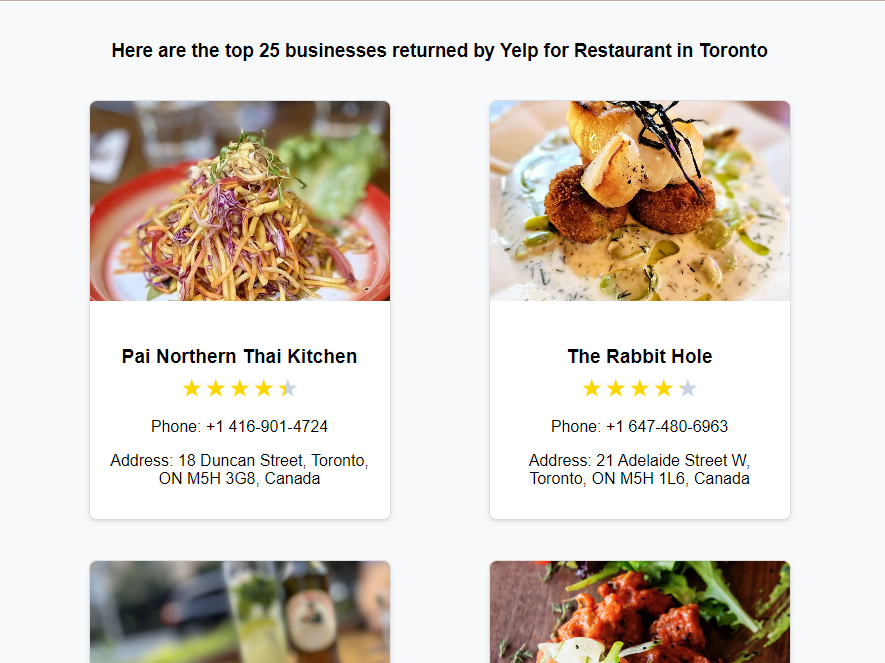 Here are the top 25 businesses returned by Yelp for Restaurant in Toronto
Pai Northern Thai Kitchen
Phone: +1 416-901-4724
Address: 18 Duncan Street, Toronto,
ON M5H 3G8, Canada
The Rabbit Hole
Phone: +1 647-480-6963
Address: 21 Adelaide Street W,
Toronto, ON M5H 1L6, Canada